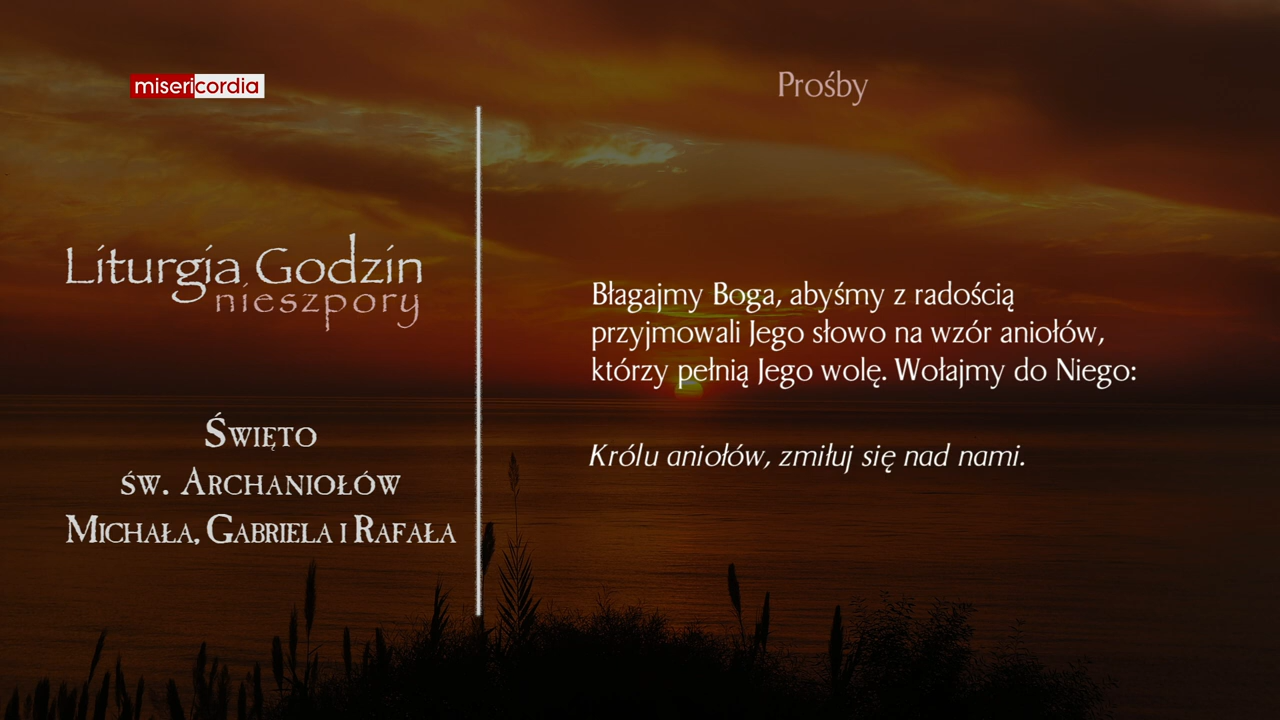 misericordia
Liturgia Godzin
nieszpory
Święto
św. Archaniołów
Michała, Gabriela i Rafała
Prośby
Błagajmy Boga, abyśmy z radością
przyjmowali Jego słowo na wzór aniołów,
którzy pełnią Jego wolę. Wołajmy do Niego:
Królu aniołów, zmiłuj się nad nami.